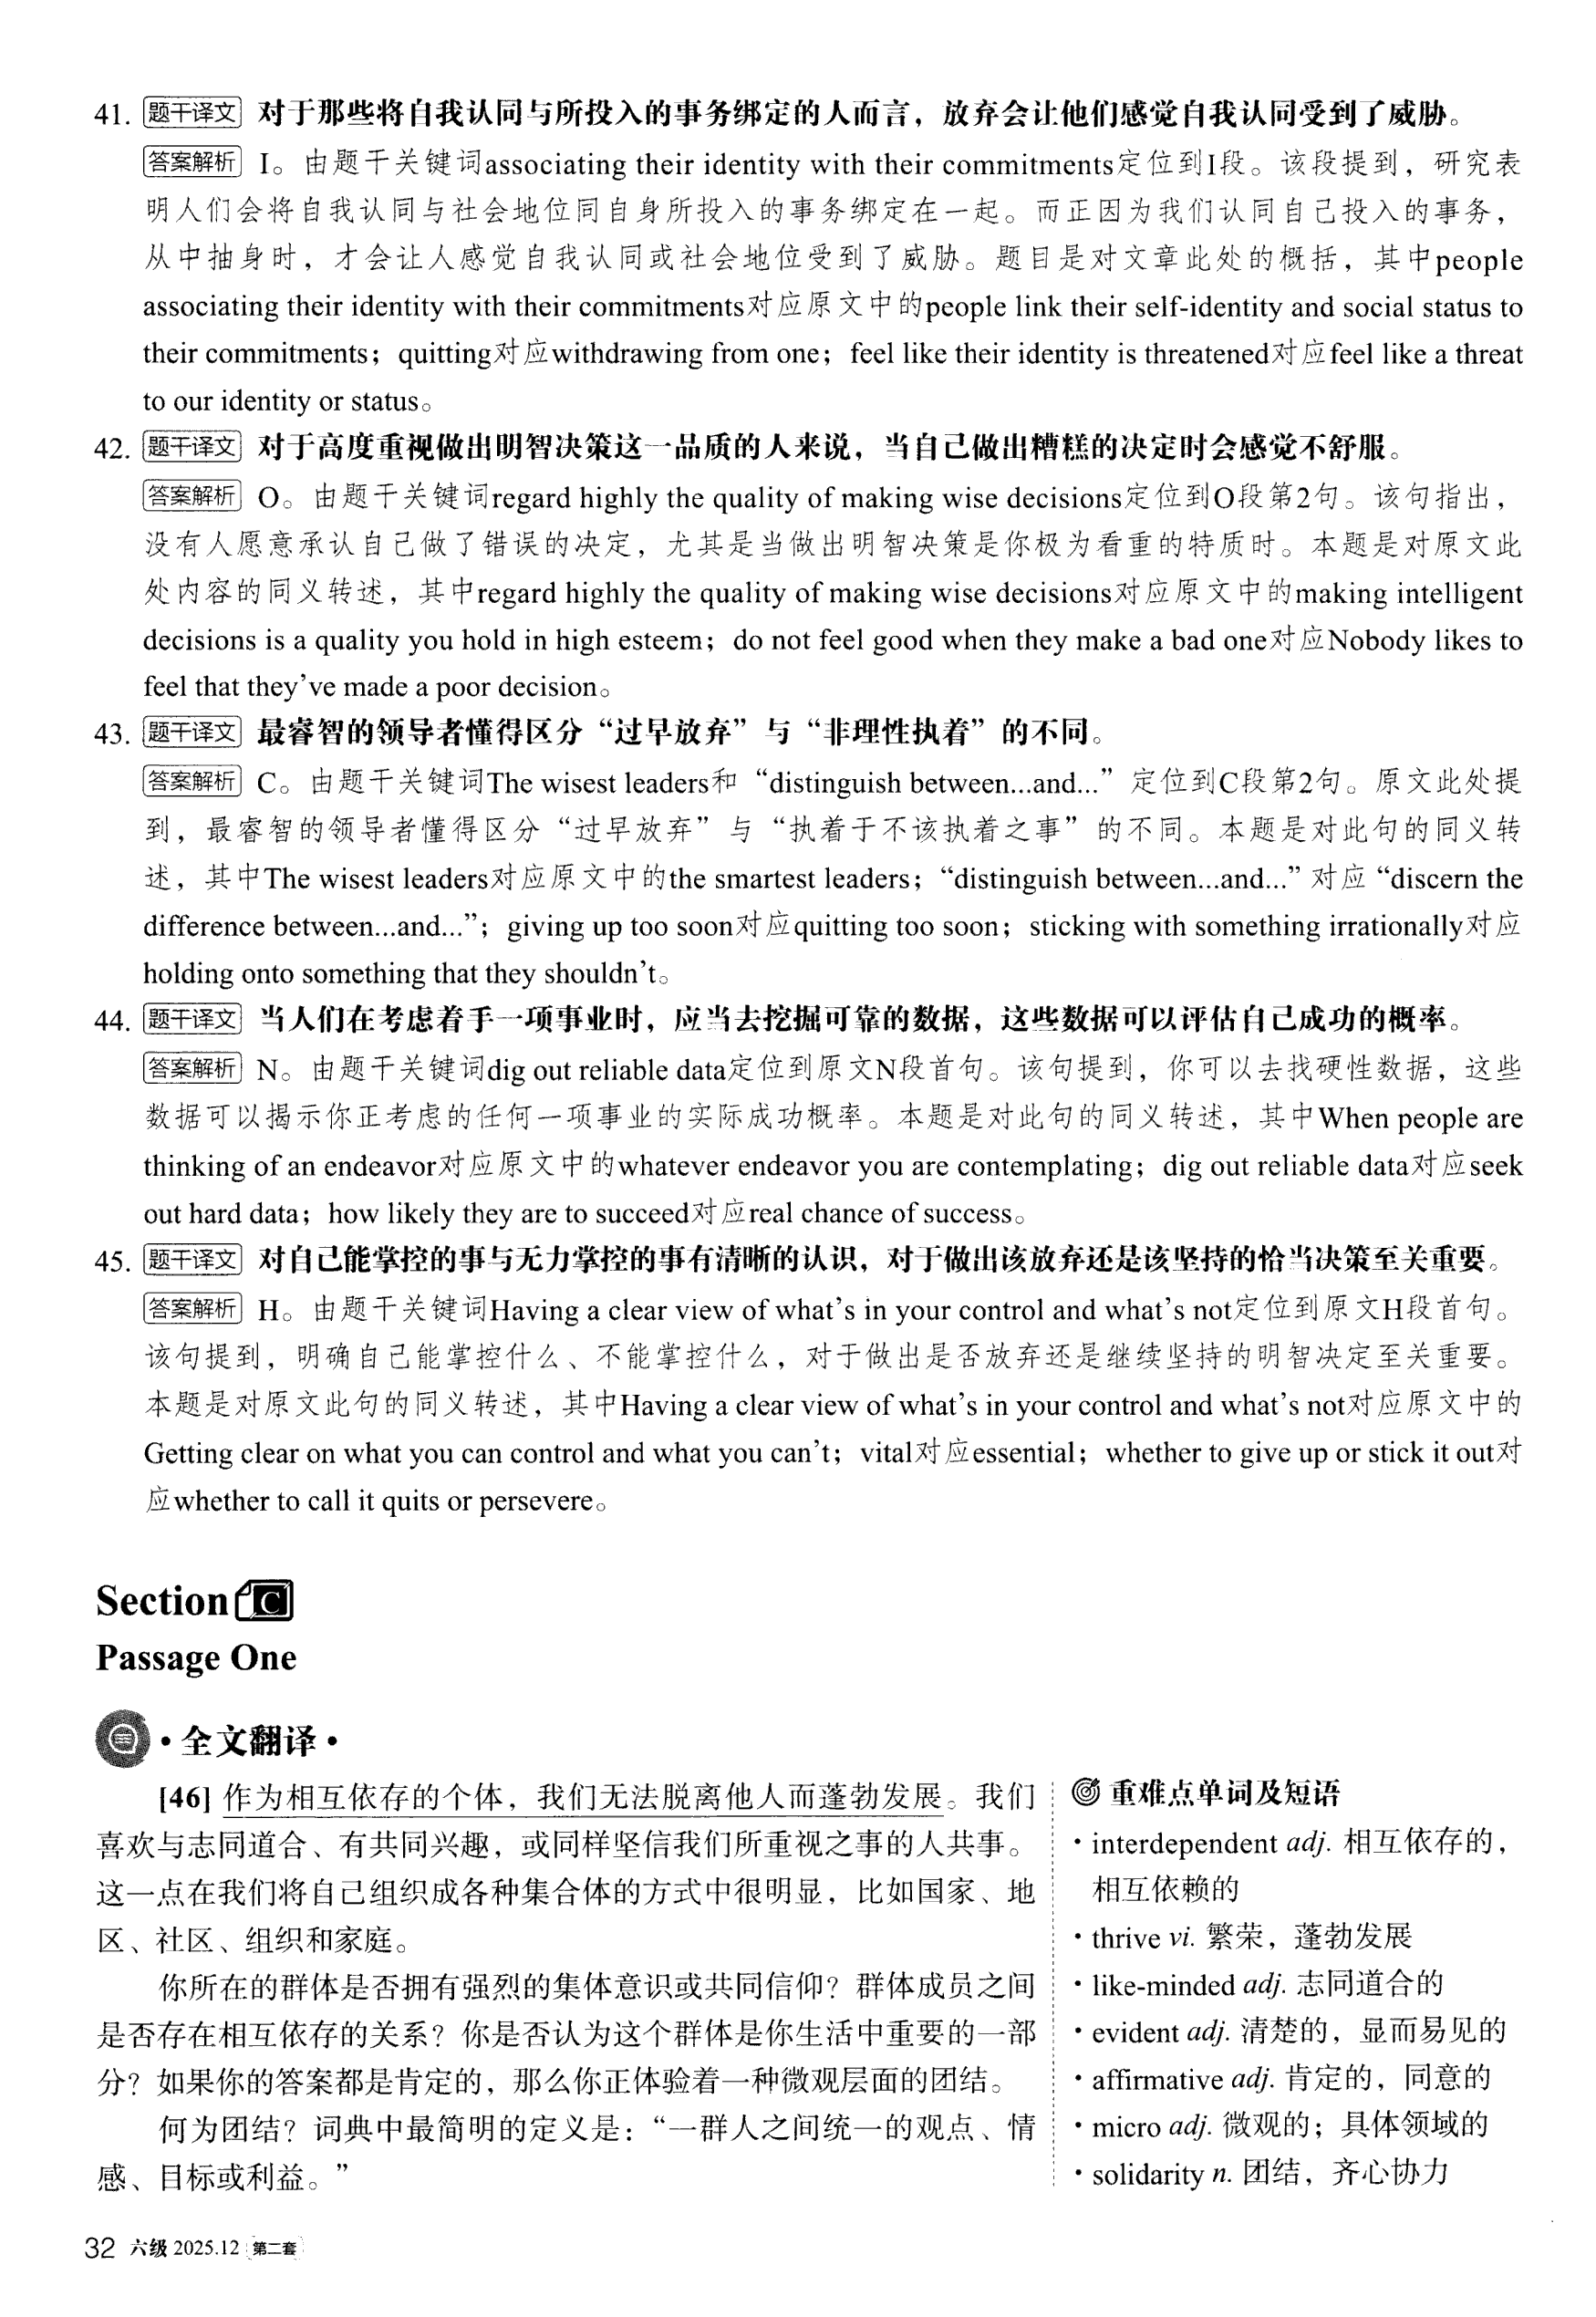 41. 题干译文 对于那些将自我认同与所投入的事务绑定的人而言，放弃会让他们感觉自我认同受到了威胁。
答案解析 I。由题干关键词associating their identity with their commitments定位到I段。该段提到，研究表
明人们会将自我认同与社会地位同自身所投入的事务绑定在一起。而正因为我们认同自己投入的事务，
从中抽身时，才会让人感觉自我认同或社会地位受到了威胁。题目是对文章此处的概括，其中people
associating their identity with their commitments对应原文中的people link their self-identity and social status to
their commitments；quitting对应withdrawing from one；feel like their identity is threatened对应feel like a threat
to our identity or status。
42. 题干译文 对于高度重视做出明智决策这一品质的人来说，当自己做出糟糕的决定时会感觉不舒服。
答案解析 O。由题干关键词regard highly the quality of making wise decisions定位到O段第2句。该句指出，
没有人愿意承认自己做了错误的决定，尤其是当做出明智决策是你极为看重的特质时。本题是对原文此
处内容的同义转述，其中regard highly the quality of making wise decisions对应原文中的making intelligent
decisions is a quality you hold in high esteem；do not feel good when they make a bad one对应Nobody likes to
feel that they've made a poor decision。
43. 题干译文 最睿智的领导者懂得区分“过早放弃”与“非理性执着”的不同。
答案解析 C。由题干关键词The wisest leaders和“distinguish between...and...”定位到C段第2句。原文此处提
到，最睿智的领导者懂得区分“过早放弃”与“执着于不该执着之事”的不同。本题是对此句的同义转
述，其中The wisest leaders对应原文中的the smartest leaders；“distinguish between...and...”对应“discern the
difference between...and...”；giving up too soon对应quitting too soon；sticking with something irrationally对应
holding onto something that they shouldn't。
44. 题干译文 当人们在考虑着手一项事业时，应当去挖掘可靠的数据，这些数据可以评估自己成功的概率。
答案解析 N。由题干关键词dig out reliable data定位到原文N段首句。该句提到，你可以去找硬性数据，这些
数据可以揭示你正考虑的任何一项事业的实际成功概率。本题是对此句的同义转述，其中When people are
thinking of an endeavor对应原文中的whatever endeavor you are contemplating；dig out reliable data对应seek
out hard data；how likely they are to succeed对应real chance of success。
45. 题干译文 对自己能掌控的事与无力掌控的事有清晰的认识，对于做出该放弃还是该坚持的恰当决策至关重要。
答案解析 H。由题干关键词Having a clear view of what's in your control and what's not定位到原文H段首句。
该句提到，明确自己能掌控什么、不能掌控什么，对于做出是否放弃还是继续坚持的明智决定至关重要。
本题是对原文此句的同义转述，其中Having a clear view of what's in your control and what's not对应原文中的
Getting clear on what you can control and what you can't；vital对应essential；whether to give up or stick it out对
应whether to call it quits or persevere。
Section C
Passage One
·全文翻译·
[46] 作为相互依存的个体，我们无法脱离他人而蓬勃发展。我们
喜欢与志同道合、有共同兴趣，或同样坚信我们所重视之事的人共事。
这一点在我们将自己组织成各种集合体的方式中很明显，比如国家、地
区、社区、组织和家庭。
你所在的群体是否拥有强烈的集体意识或共同信仰？群体成员之间
是否存在相互依存的关系？你是否认为这个群体是你生活中重要的一部
分？如果你的答案都是肯定的，那么你正体验着一种微观层面的团结。
何为团结？词典中最简明的定义是：“一群人之间统一的观点、情
感、目标或利益。”
重难点单词及短语
· interdependent adj. 相互依存的，
相互依赖的
· thrive vi. 繁荣，蓬勃发展
· like-minded adj. 志同道合的
· evident adj. 清楚的，显而易见的
· affirmative adj. 肯定的，同意的
· micro adj. 微观的；具体领域的
· solidarity n. 团结，齐心协力
32 六级 2025.12 第二套